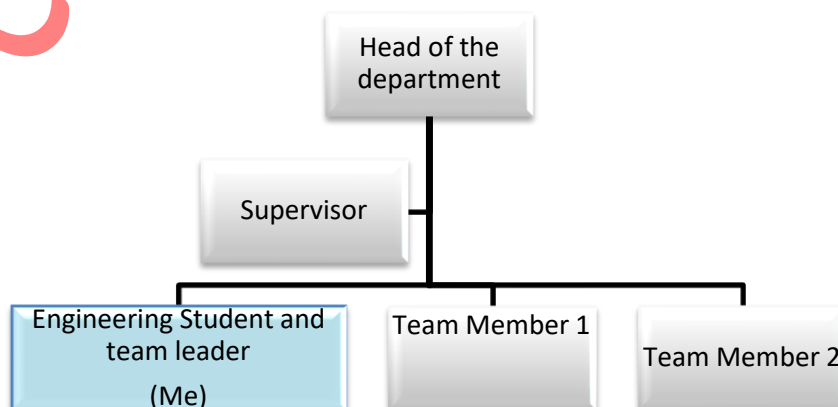 Head of the
department
Supervisor
Engineering Student and
team leader
(Me)
Team Member 1
Team Member 2